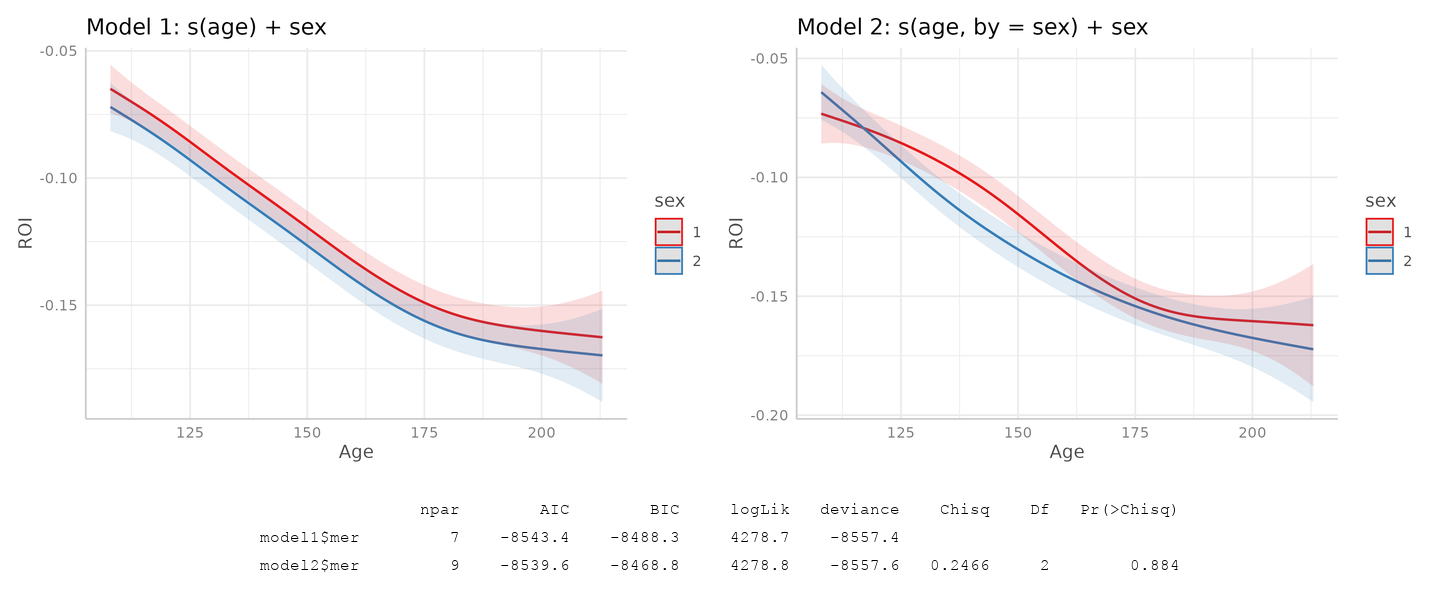 Model 1: s(age) + sex
-0.05
-0.10
-0.15
ROI
125 150 175 200
Age
sex
1
2
Model 2: s(age, by = sex) + sex
-0.05
-0.10
-0.15
-0.20
ROI
125 150 175 200
Age
sex
1
2
npar AIC BIC logLik deviance Chisq Df Pr(>Chisq)
model1$mer 7 -8543.4 -8488.3 4278.7 -8557.4
model2$mer 9 -8539.6 -8468.8 4278.8 -8557.6 0.2466 2 0.884